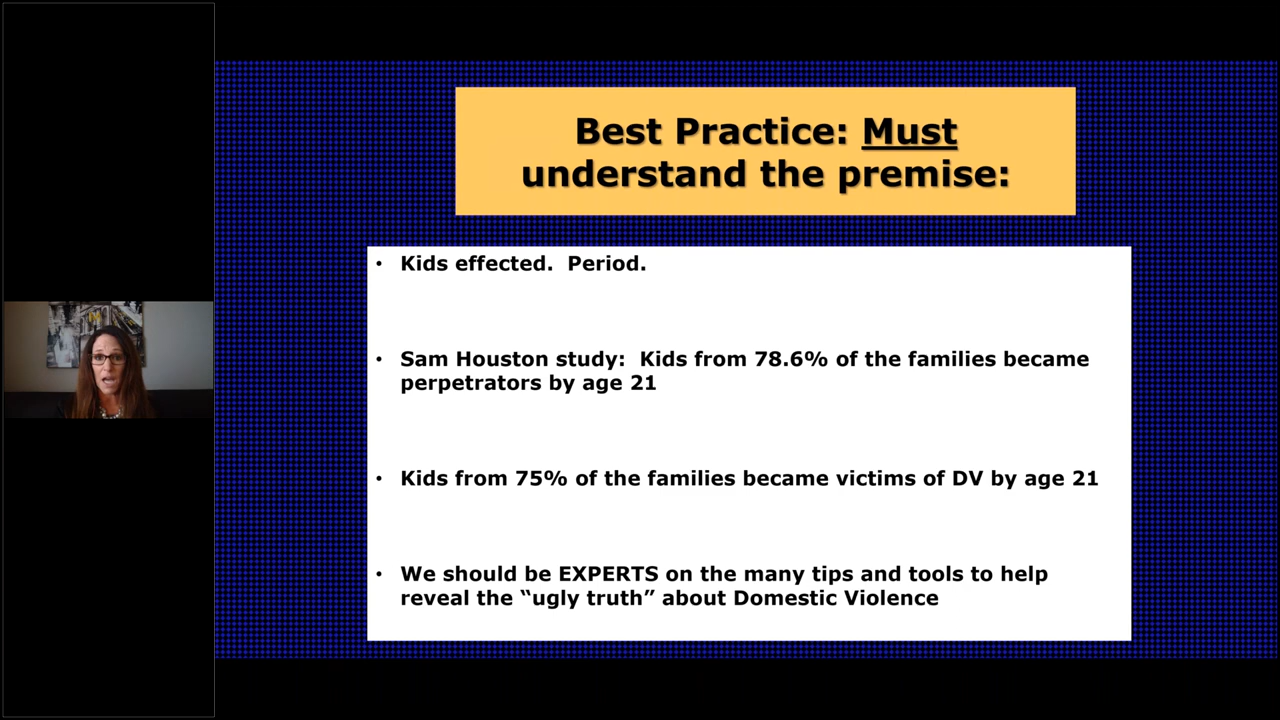 Best Practice: Must
understand the premise:
• Kids effected. Period.
• Sam Houston study: Kids from 78.6% of the families became
perpetrators by age 21
• Kids from 75% of the families became victims of DV by age 21
• We should be EXPERTS on the many tips and tools to help
reveal the “ugly truth” about Domestic Violence